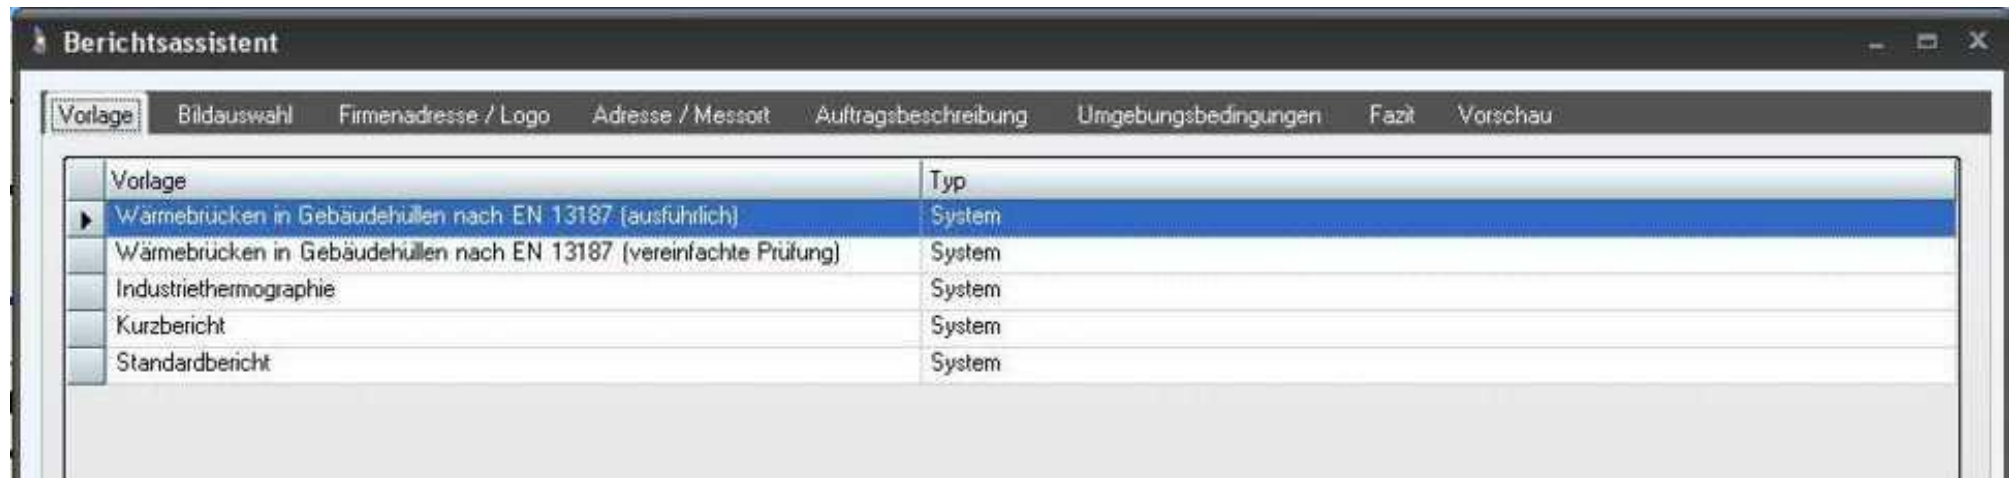 Berichtsassistent
Vorlage Bildauswahl Firmenadresse / Logo Adresse / Messort Auftragsbeschreibung Umgebungsbedingungen Fazit Vorschau
Vorlage Typ
Wärmebrücken in Gebäudehüllen nach EN 13187 (ausführlich) System
Wärmebrücken in Gebäudehüllen nach EN 13187 (vereinfachte Prüfung) System
Industriethermographie System
Kurzbericht System
Standardbericht System